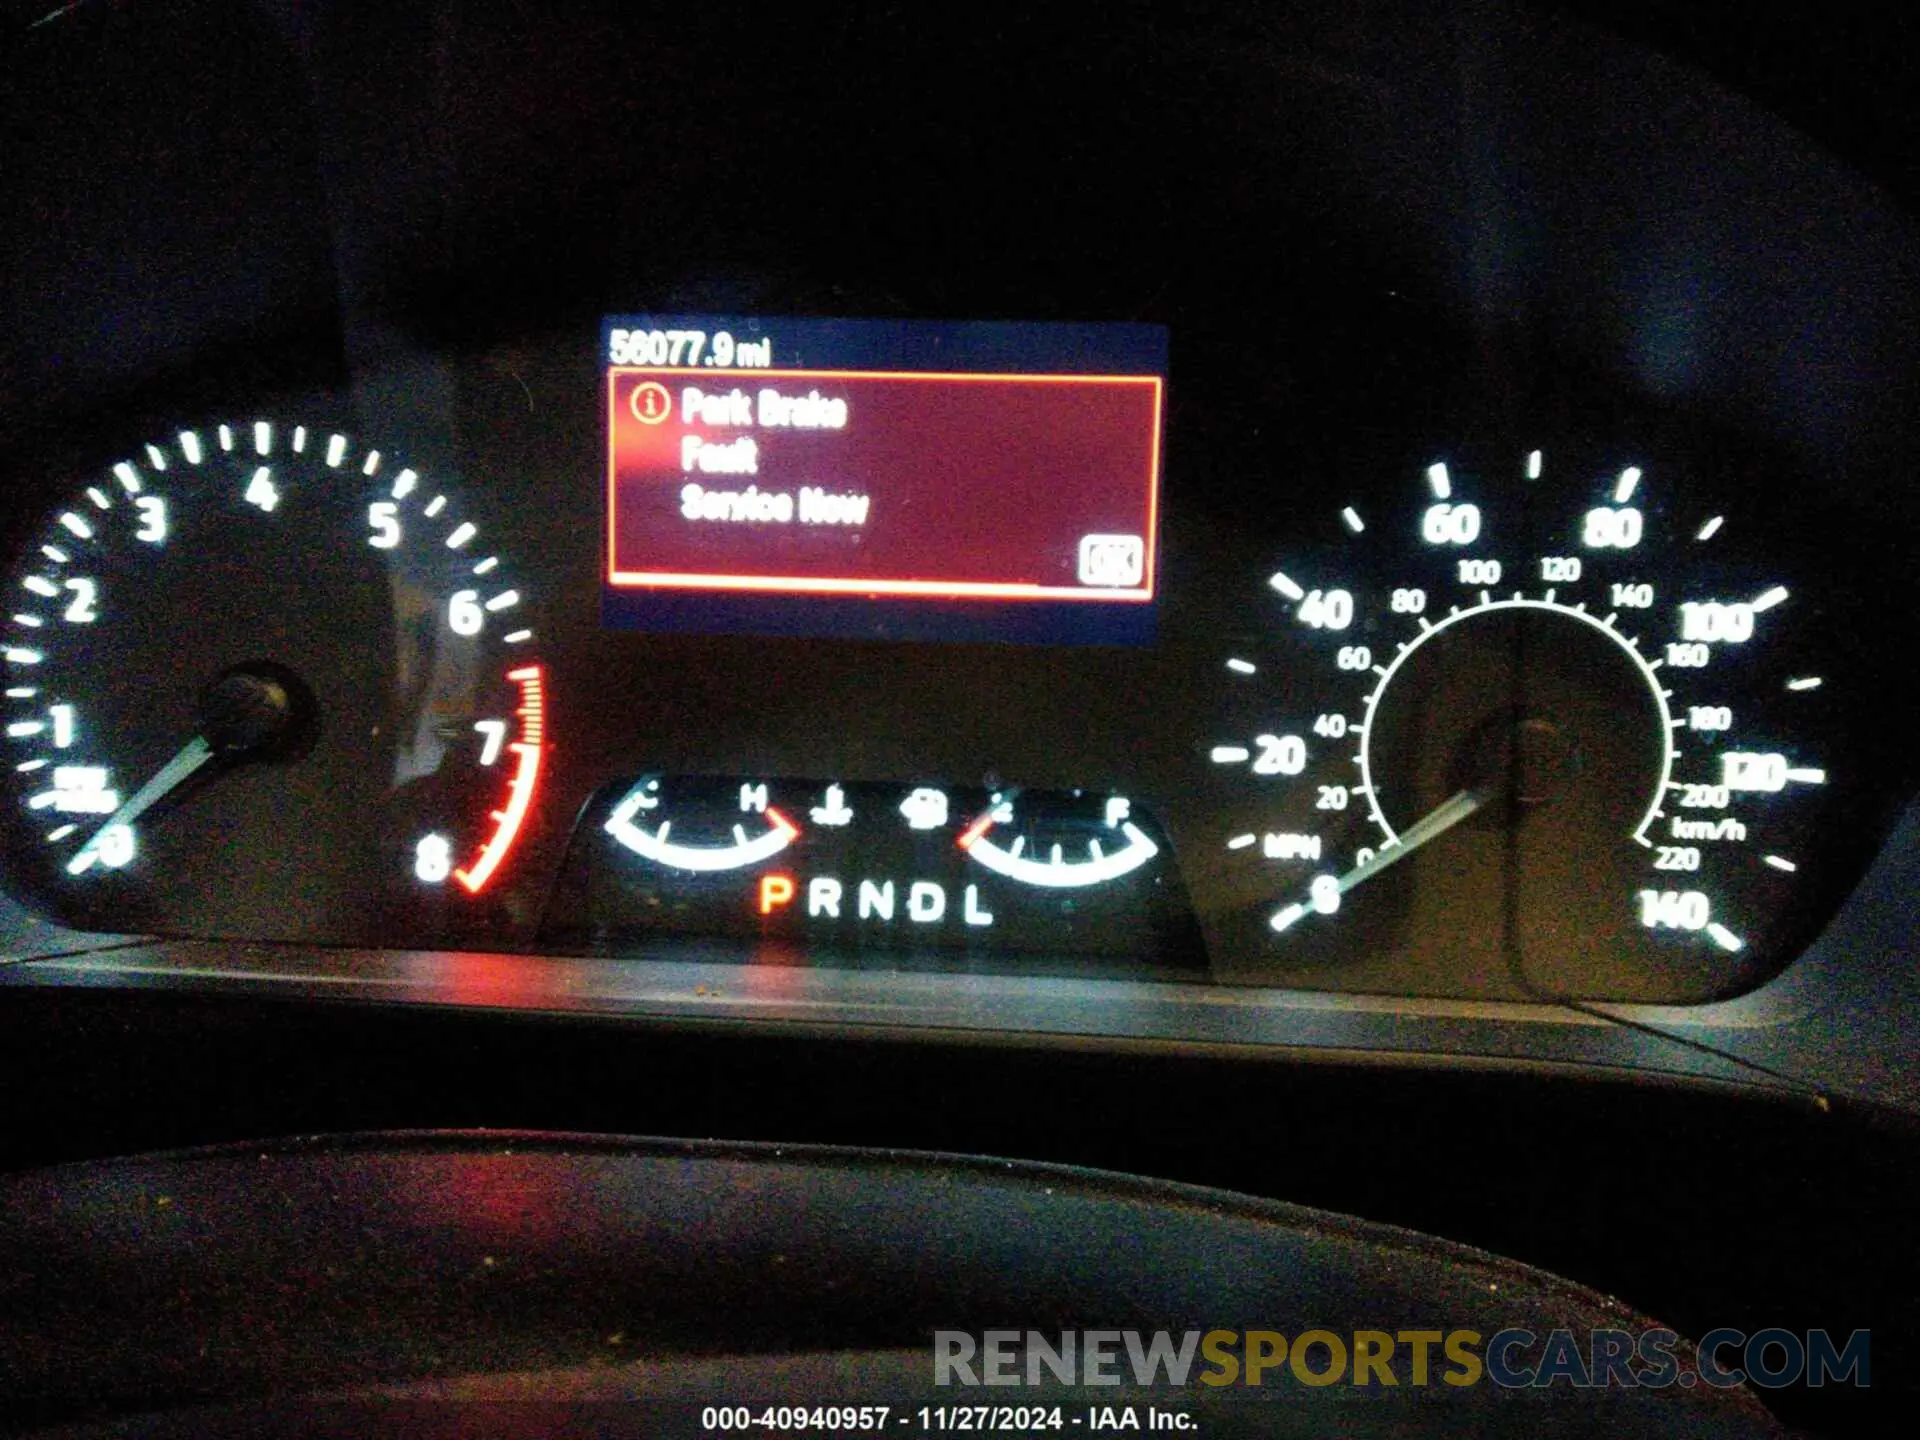 56077.9 mi
Park Brake
Fault
Service Now
OK
0 1 2 3 4 5 6 7 8
C H E F
P R N D L
MPH 0 20 40 60 80 100 120 140
0 20 40 60 80 100 120 140 160 180 200 220 km/h
RENEWSPORTSCARS.COM
000-40940957 - 11/27/2024 - IAA Inc.